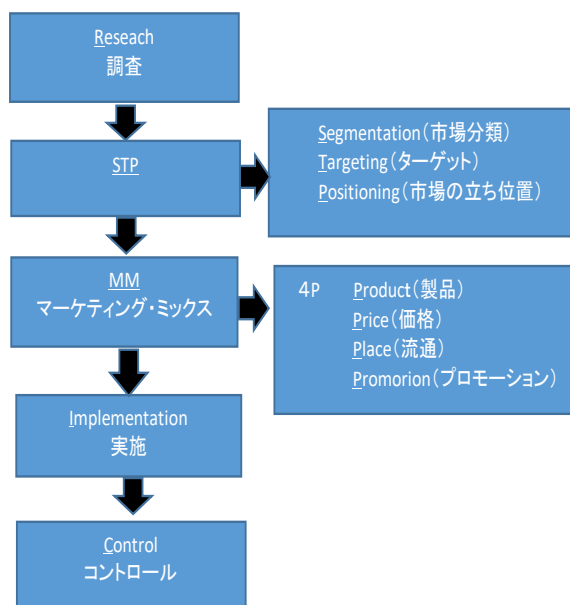 Reseach
調査
STP
Segmentation(市場分類)
Targeting(ターゲット)
Positioning(市場の立ち位置)
MM
マーケティング・ミックス
4P Product(製品)
Price(価格)
Place(流通)
Promorion(プロモーション)
Implementation
実施
Control
コントロール